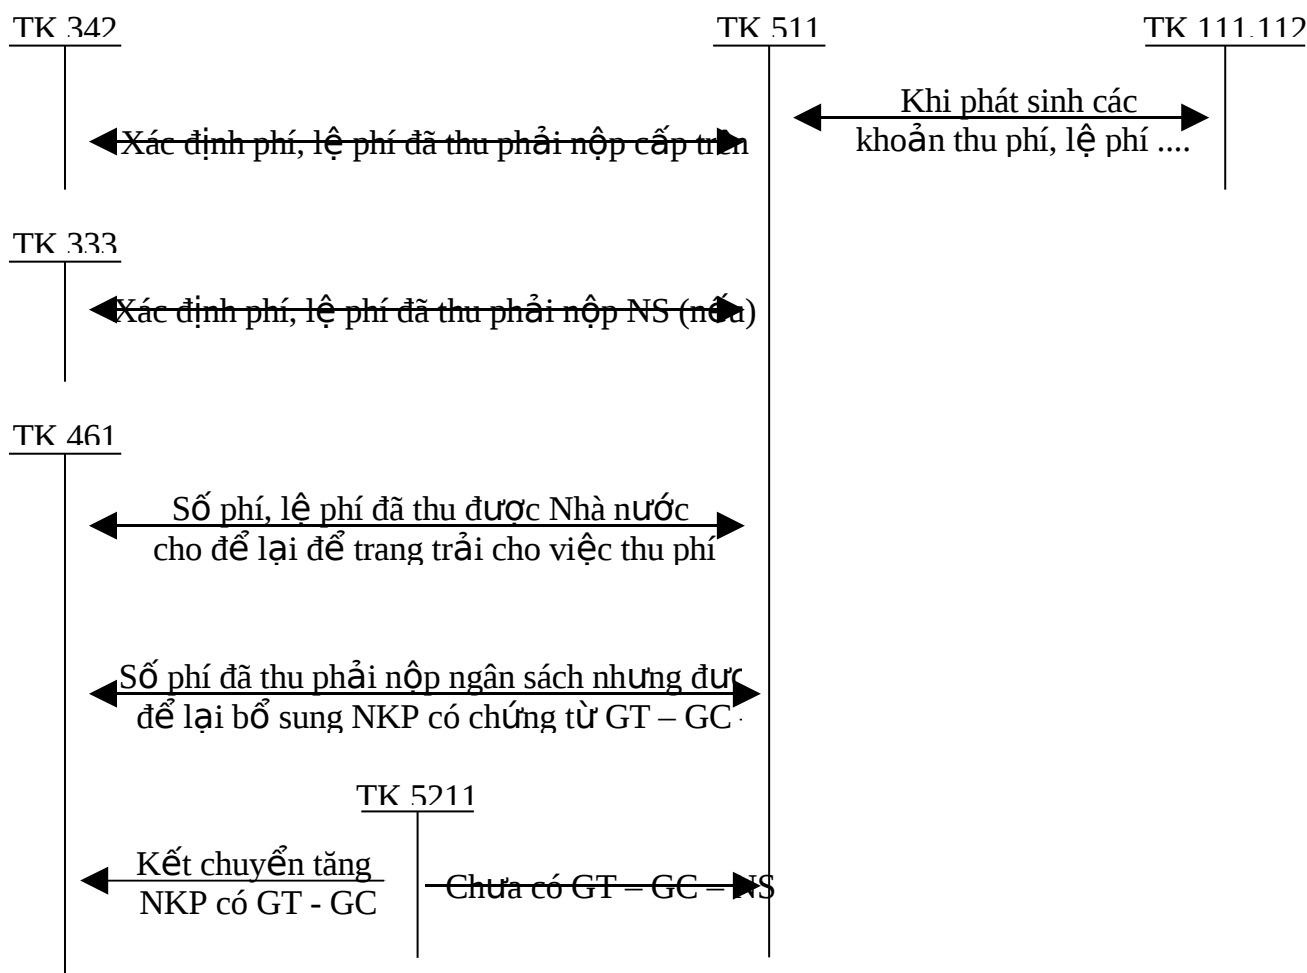 TK 342
TK 511
TK 111.112
Khi phát sinh các
khoản thu phí, lệ phí ....
Xác định phí, lệ phí đã thu phải nộp cấp trên
TK 333
Xác định phí, lệ phí đã thu phải nộp NS (nếu)
TK 461
Số phí, lệ phí đã thu được Nhà nước
cho để lại để trang trải cho việc thu phí
Số phí đã thu phải nộp ngân sách nhưng
để lại bổ sung NKP có chứng từ GT – GC
TK 5211
Kết chuyển tăng
NKP có GT - GC
Chưa có GT – GC – NS